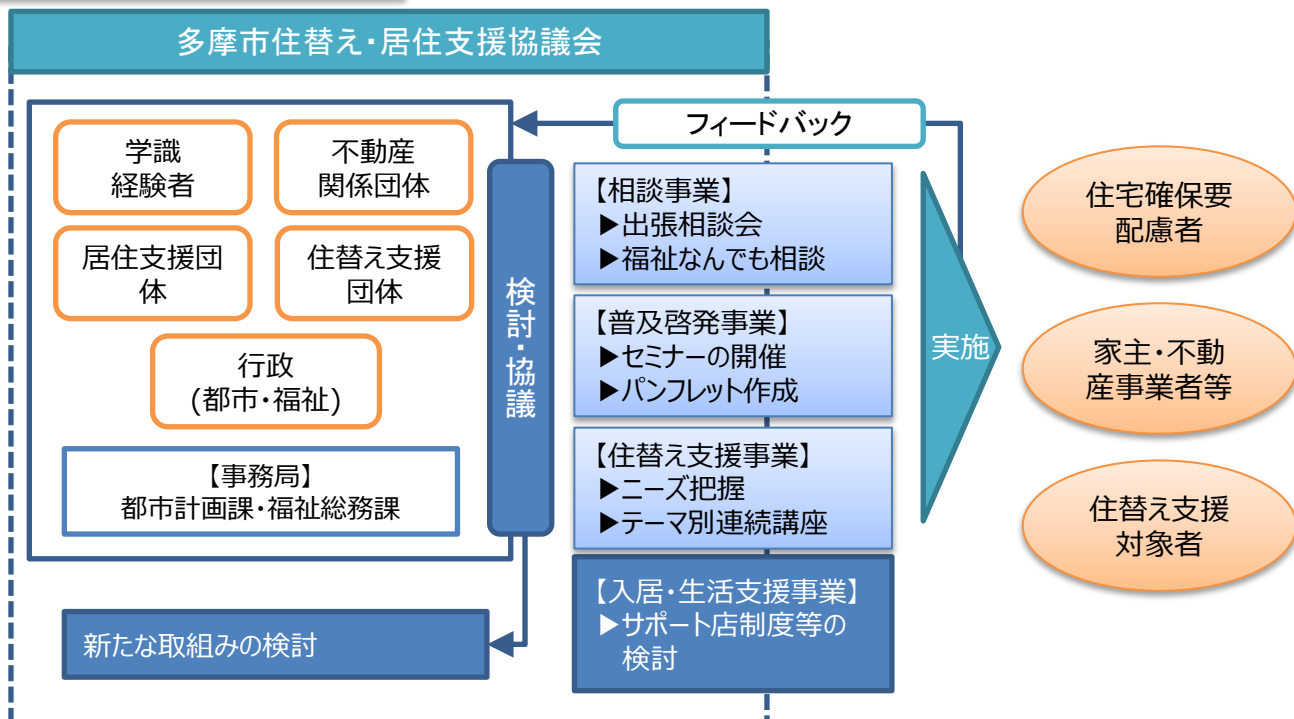 多摩市住替え・居住支援協議会
学識
経験者
不動産
関係団体
居住支援団
体
住替え支援
団体
行政
(都市・福祉)
【事務局】
都市計画課・福祉総務課
検討・協議
新たな取組みの検討
フィードバック
【相談事業】
▶出張相談会
▶福祉なんでも相談
【普及啓発事業】
▶セミナーの開催
▶パンフレット作成
【住替え支援事業】
▶ニーズ把握
▶テーマ別連続講座
【入居・生活支援事業】
▶サポート店制度等の
検討
実施
住宅確保要
配慮者
家主・不動
産事業者等
住替え支援
対象者